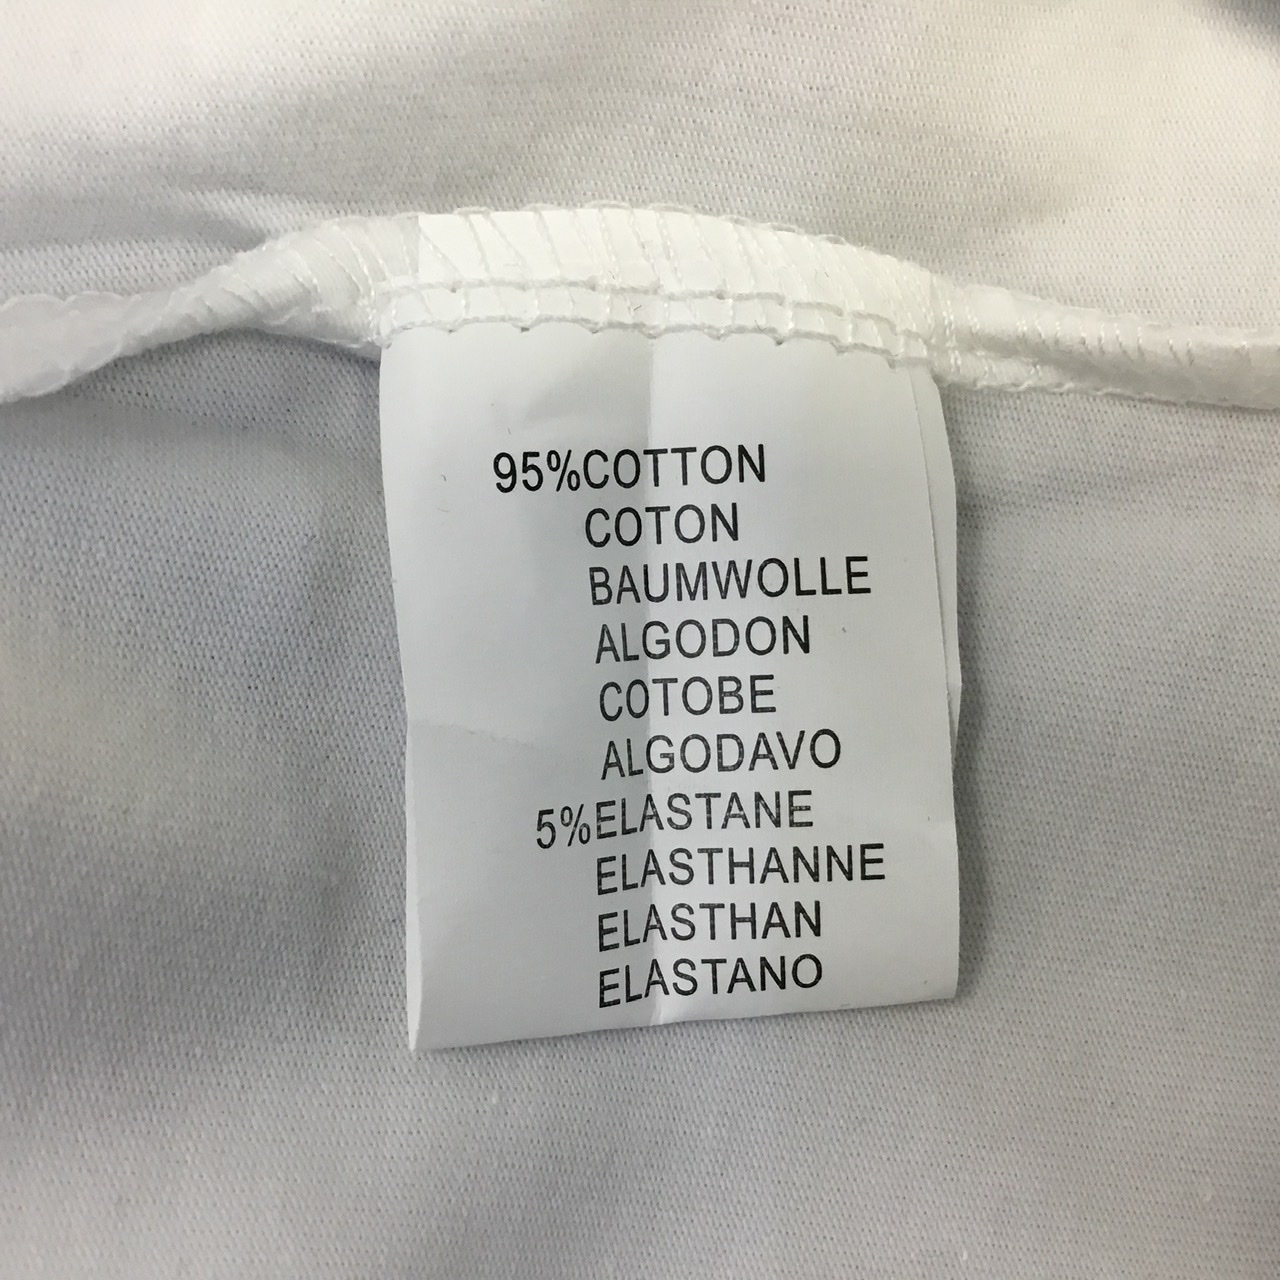 95%COTTON
COTON
BAUMWOLLE
ALGODON
COTOBE
ALGODAVO
5%ELASTANE
ELASTHANNE
ELASTHAN
ELASTANO